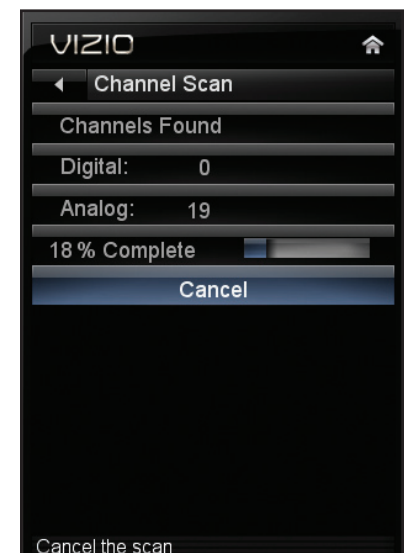 VIZIO
Channel Scan
Channels Found
Digital: 0
Analog: 19
18 % Complete
Cancel
Cancel the scan